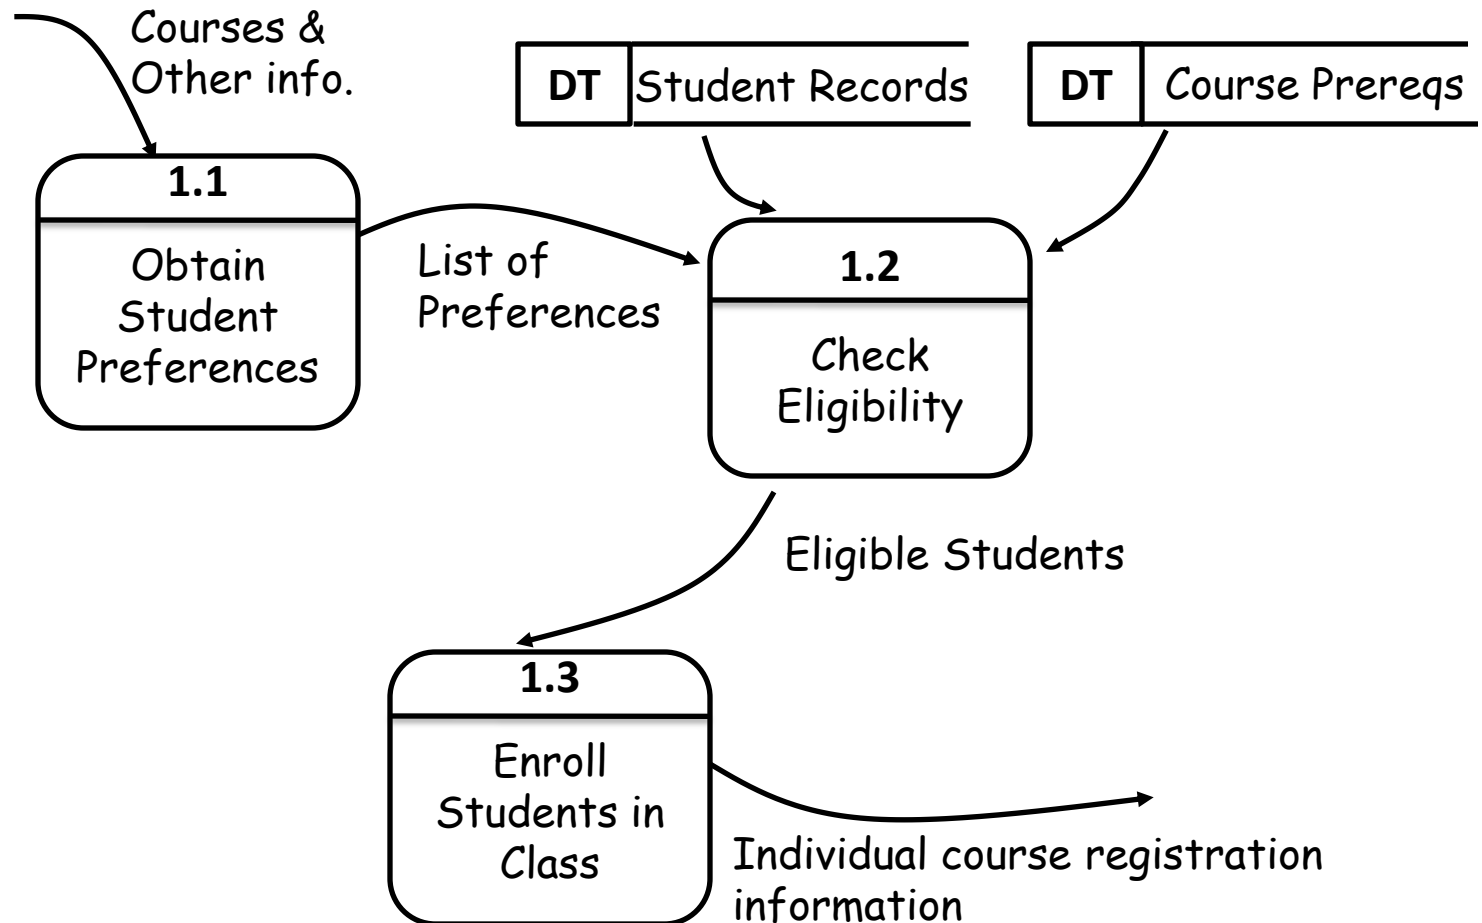 Courses &
Other info.
DT Student Records
DT Course Prereqs
1.1
Obtain
Student
Preferences
List of
Preferences
1.2
Check
Eligibility
Eligible Students
1.3
Enroll
Students in
Class
Individual course registration
information